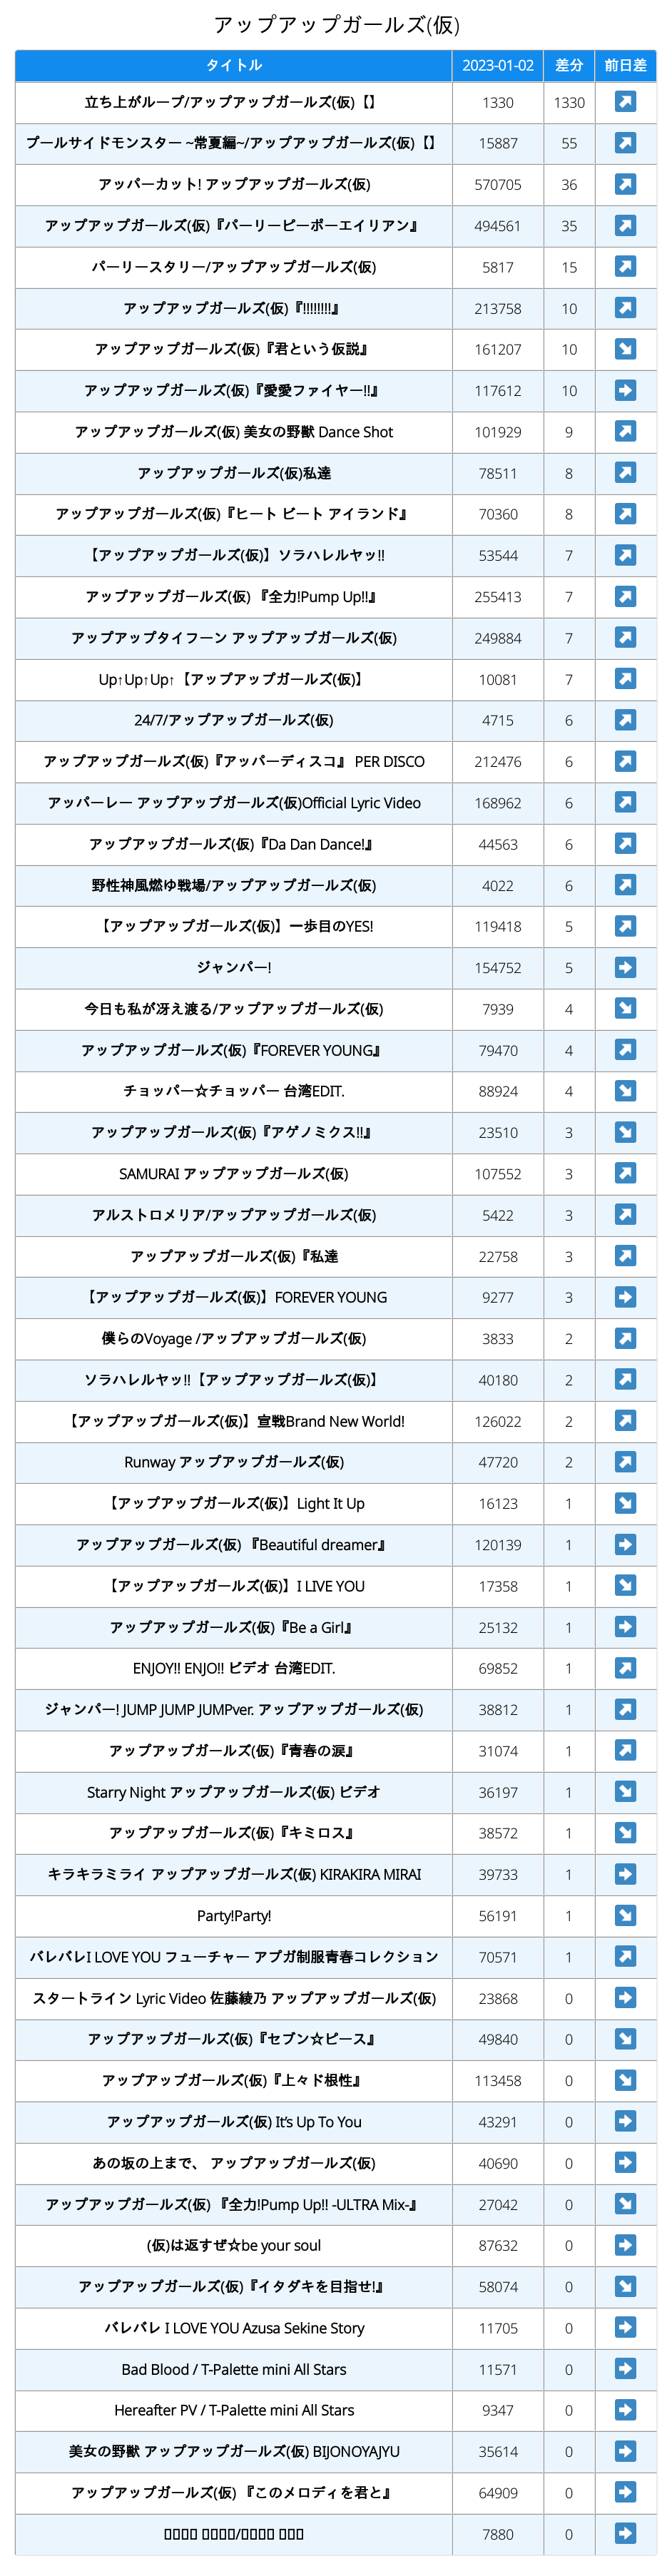 アップアップガールズ(仮)
タイトル 2023-01-02 差分 前日差
立ち上がループ/アップアップガールズ(仮)【】 1330 1330
プールサイドモンスター ~常夏編~/アップアップガールズ(仮)【】 15887 55
アッパーカット! アップアップガールズ(仮) 570705 36
アップアップガールズ(仮)『パーリーピーポーエイリアン』 494561 35
パーリースタリー/アップアップガールズ(仮) 5817 15
アップアップガールズ(仮)『!!!!!!!!』 213758 10
アップアップガールズ(仮)『君という仮説』 161207 10
アップアップガールズ(仮)『愛愛ファイヤー!!』 117612 10
アップアップガールズ(仮) 美女の野獣 Dance Shot 101929 9
アップアップガールズ(仮)私達 78511 8
アップアップガールズ(仮)『ヒート ビート アイランド』 70360 8
【アップアップガールズ(仮)】ソラハレルヤッ!! 53544 7
アップアップガールズ(仮) 『全力!Pump Up!!』 255413 7
アップアップタイフーン アップアップガールズ(仮) 249884 7
Up↑Up↑Up↑【アップアップガールズ(仮)】 10081 7
24/7/アップアップガールズ(仮) 4715 6
アップアップガールズ(仮)『アッパーディスコ』 PER DISCO 212476 6
アッパーレー アップアップガールズ(仮)Official Lyric Video 168962 6
アップアップガールズ(仮)『Da Dan Dance!』 44563 6
野性神風燃ゆ戦場/アップアップガールズ(仮) 4022 6
【アップアップガールズ(仮)】一歩目のYES! 119418 5
ジャンパー! 154752 5
今日も私が冴え渡る/アップアップガールズ(仮) 7939 4
アップアップガールズ(仮)『FOREVER YOUNG』 79470 4
チョッパー☆チョッパー 台湾EDIT. 88924 4
アップアップガールズ(仮)『アゲノミクス!!』 23510 3
SAMURAI アップアップガールズ(仮) 107552 3
アルストロメリア/アップアップガールズ(仮) 5422 3
アップアップガールズ(仮)『私達 22758 3
【アップアップガールズ(仮)】FOREVER YOUNG 9277 3
僕らのVoyage /アップアップガールズ(仮) 3833 2
ソラハレルヤッ!!【アップアップガールズ(仮)】 40180 2
【アップアップガールズ(仮)】宣戦Brand New World! 126022 2
Runway アップアップガールズ(仮) 47720 2
【アップアップガールズ(仮)】Light It Up 16123 1
アップアップガールズ(仮) 『Beautiful dreamer』 120139 1
【アップアップガールズ(仮)】I LIVE YOU 17358 1
アップアップガールズ(仮)『Be a Girl』 25132 1
ENJOY!! ENJO!! ビデオ 台湾EDIT. 69852 1
ジャンパー! JUMP JUMP JUMPver. アップアップガールズ(仮) 38812 1
アップアップガールズ(仮)『青春の涙』 31074 1
Starry Night アップアップガールズ(仮) ビデオ 36197 1
アップアップガールズ(仮)『キミロス』 38572 1
キラキラミライ アップアップガールズ(仮) KIRAKIRA MIRAI 39733 1
Party!Party! 56191 1
バレバレI LOVE YOU フューチャー アプガ制服青春コレクション 70571 1
スタートライン Lyric Video 佐藤綾乃 アップアップガールズ(仮) 23868 0
アップアップガールズ(仮)『セブン☆ピース』 49840 0
アップアップガールズ(仮)『上々ド根性』 113458 0
アップアップガールズ(仮) It's Up To You 43291 0
あの坂の上まで、 アップアップガールズ(仮) 40690 0
アップアップガールズ(仮) 『全力!Pump Up!! -ULTRA Mix-』 27042 0
(仮)は返すぜ☆be your soul 87632 0
アップアップガールズ(仮)『イタダキを目指せ!』 58074 0
バレバレ I LOVE YOU Azusa Sekine Story 11705 0
Bad Blood / T-Palette mini All Stars 11571 0
Hereafter PV / T-Palette mini All Stars 9347 0
美女の野獣 アップアップガールズ(仮) BIJONOYAJYU 35614 0
アップアップガールズ(仮) 『このメロディを君と』 64909 0
7880 0